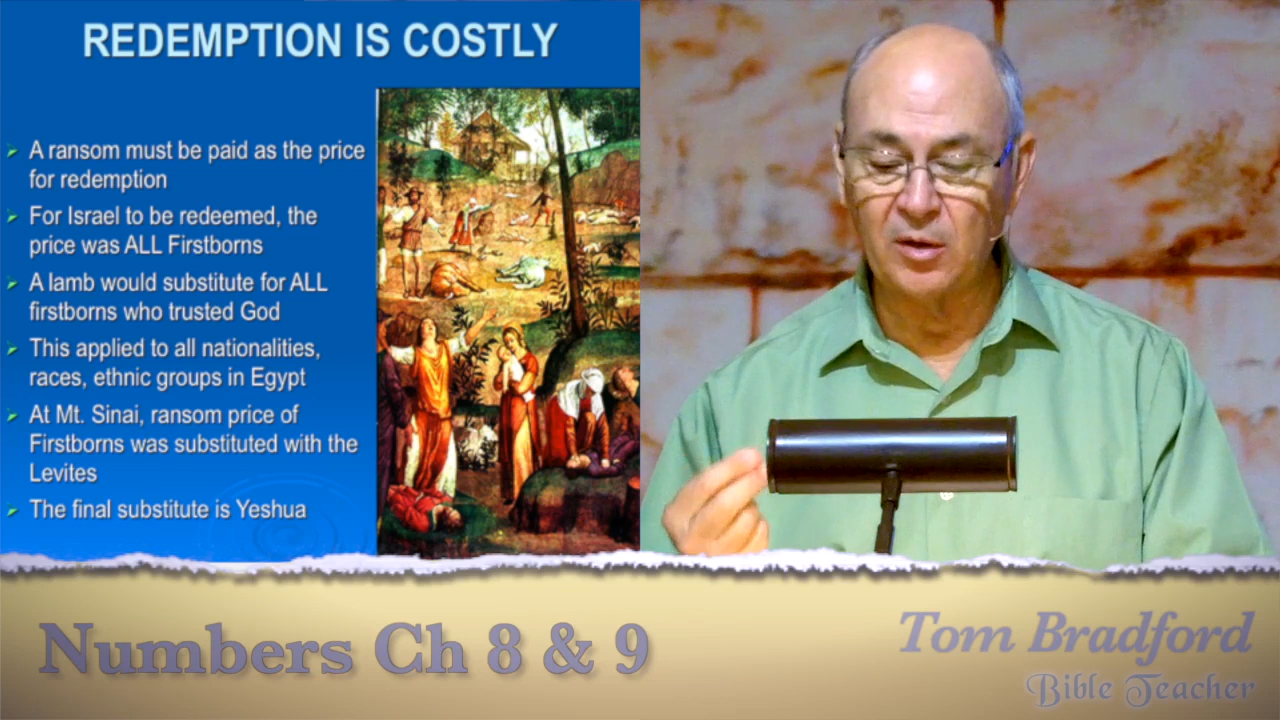 REDEMPTION IS COSTLY
A ransom must be paid as the price
for redemption
For Israel to be redeemed, the
price was ALL Firstborns
A lamb would substitute for ALL
firstborns who trusted God
This applied to all nationalities,
races, ethnic groups in Egypt
At Mt. Sinai, ransom price of
Firstborns was substituted with the
Levites
The final substitute is Yeshua
Numbers Ch 8 & 9
Tom Bradford
Bible Teacher